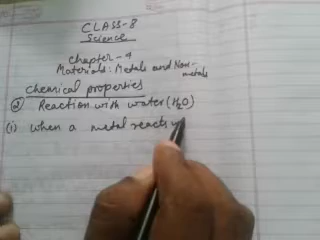 CLASS-8
Science
Chapter-4
Materials: Metals and Non-
metals
Chemical properties
② Reaction with water (H₂O)
(i) When a metal reacts